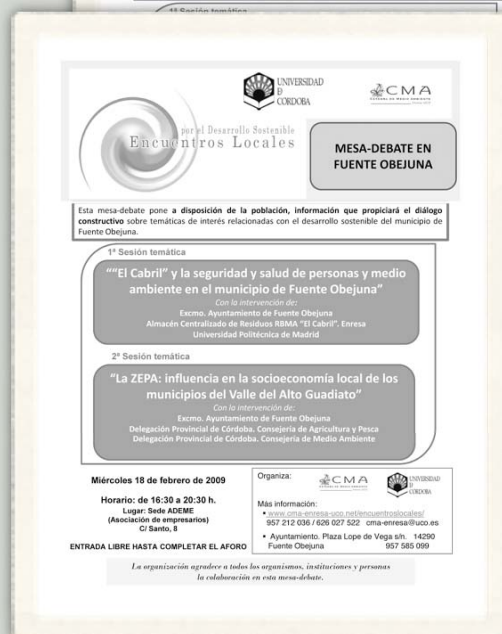 1ª Sesión temática
UNIVERSIDAD
D
CORDOBA
CMA
por el Desarrollo Sostenible
Encuentros Locales
MESA-DEBATE EN
FUENTE OBEJUNA
Esta mesa-debate pone a disposición de la población, información que propiciará el diálogo
constructivo sobre temáticas de interés relacionadas con el desarrollo sostenible del municipio de
Fuente Obejuna.
1ª Sesión temática
““El Cabril” y la seguridad y salud de personas y medio
ambiente en el municipio de Fuente Obejuna”
Con la intervención de:
Excmo. Ayuntamiento de Fuente Obejuna
Almacén Centralizado de Residuos RBMA “El Cabril”. Enresa
Universidad Politécnica de Madrid
2ª Sesión temática
“La ZEPA: influencia en la socioeconomía local de los
municipios del Valle del Alto Guadiato”
Con la intervención de:
Excmo. Ayuntamiento de Fuente Obejuna
Delegación Provincial de Córdoba. Consejería de Agricultura y Pesca
Delegación Provincial de Córdoba. Consejería de Medio Ambiente
Miércoles 18 de febrero de 2009
Horario: de 16:30 a 20:30 h.
Lugar: Sede ADEME
(Asociación de empresarios)
C/ Santo, 8
ENTRADA LIBRE HASTA COMPLETAR EL AFORO
Organiza:
CMA
UNIVERSIDAD
D
CORDOBA
Más información:
• www.cma-enresa-uco.net/encuentroslocales/
957 212 036 / 626 027 522 cma-enresa@uco.es
• Ayuntamiento. Plaza Lope de Vega s/n. 14290
Fuente Obejuna 957 585 099
La organización agradece a todos los organismos, instituciones y personas
la colaboración en esta mesa-debate.